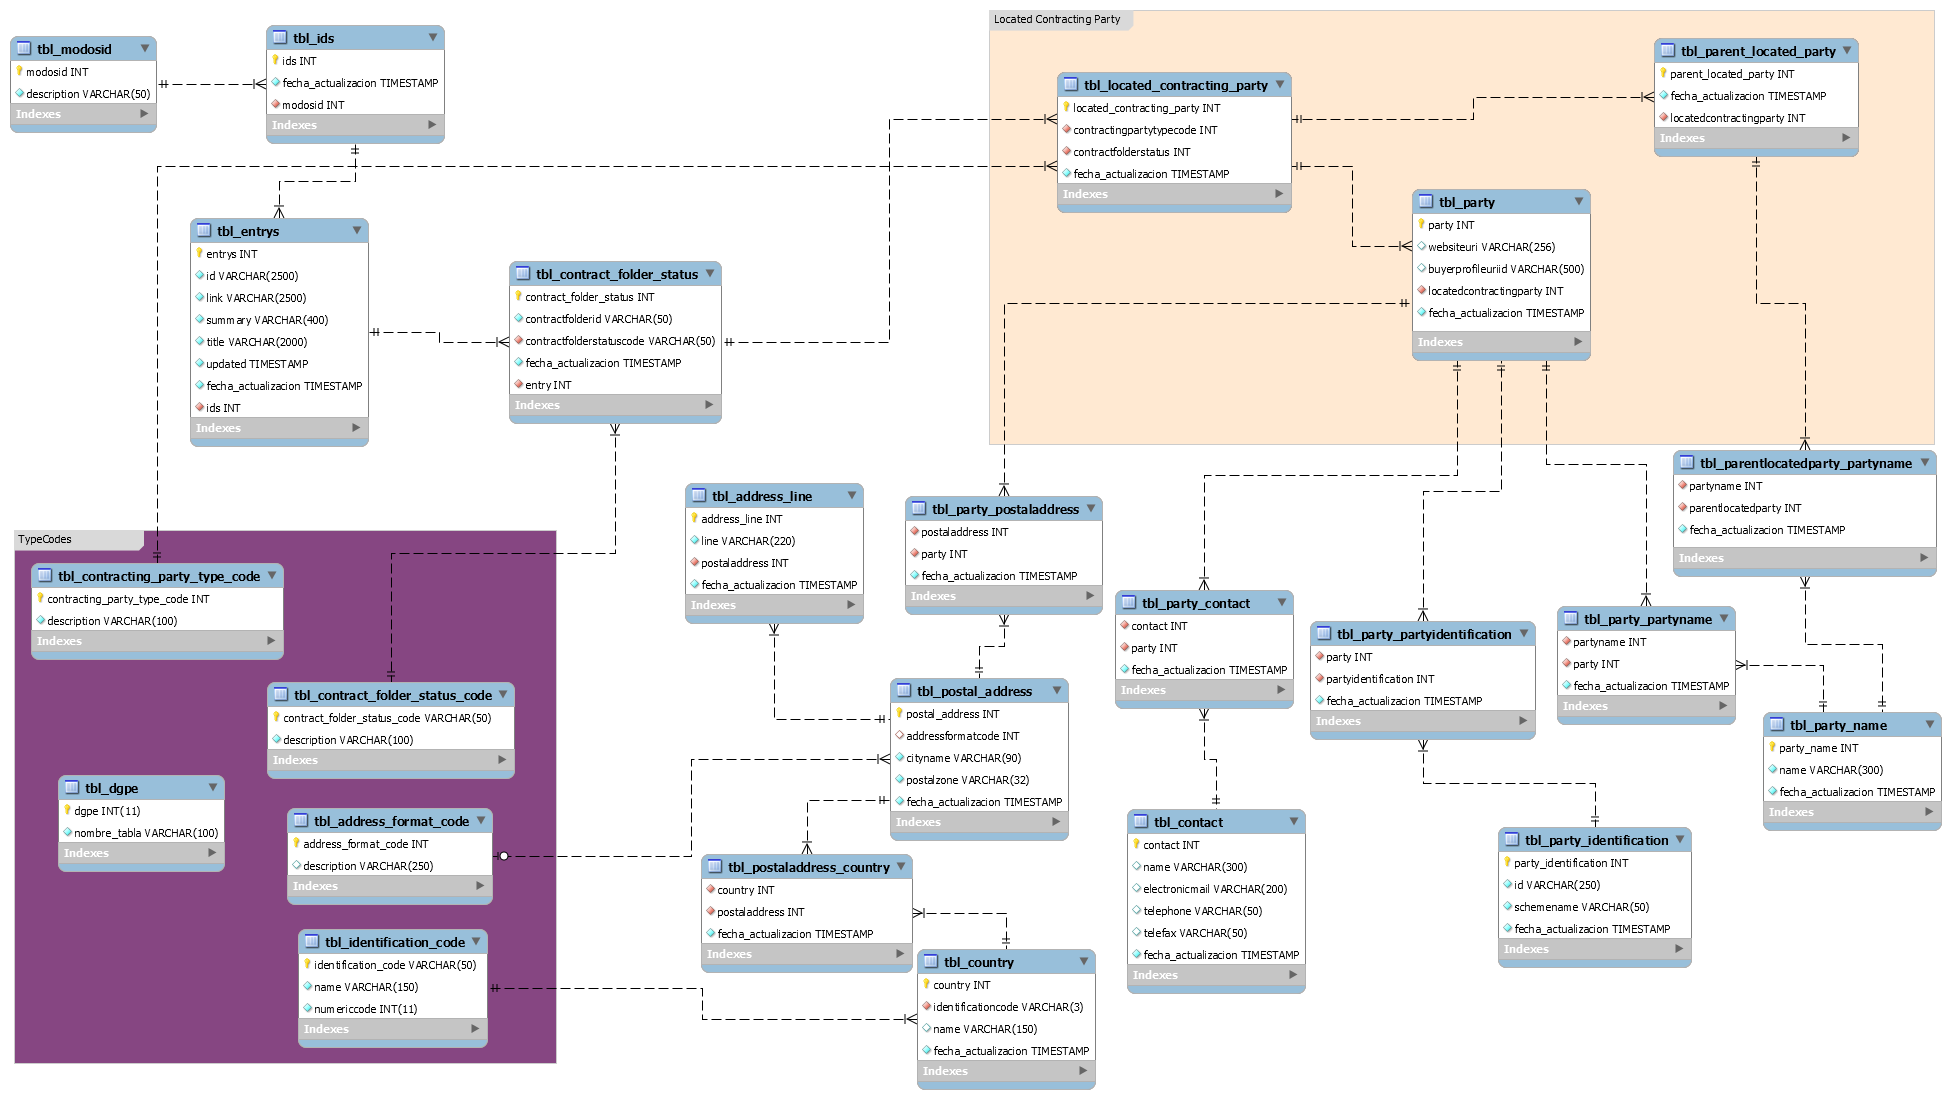 tbl_modosid
modosid INT
description VARCHAR(50)
Indexes
tbl_ids
ids INT
fecha_actualizacion TIMESTAMP
modosid INT
Indexes
Located Contracting Party
tbl_located_contracting_party
located_contracting_party INT
contractingpartytypecode INT
contractfolderstatus INT
fecha_actualizacion TIMESTAMP
Indexes
tbl_parent_located_party
parent_located_party INT
fecha_actualizacion TIMESTAMP
locatedcontractingparty INT
Indexes
tbl_party
party INT
websiteuri VARCHAR(256)
buyerprofileuriid VARCHAR(500)
locatedcontractingparty INT
fecha_actualizacion TIMESTAMP
Indexes
tbl_entrys
entrys INT
id VARCHAR(2500)
link VARCHAR(2500)
summary VARCHAR(400)
title VARCHAR(2000)
updated TIMESTAMP
fecha_actualizacion TIMESTAMP
ids INT
Indexes
tbl_contract_folder_status
contract_folder_status INT
contractfolderid VARCHAR(50)
contractfolderstatuscode VARCHAR(50)
fecha_actualizacion TIMESTAMP
entry INT
Indexes
tbl_parentlocatedparty_partyname
partyname INT
parentlocatedparty INT
fecha_actualizacion TIMESTAMP
Indexes
tbl_address_line
address_line INT
line VARCHAR(220)
postaladdress INT
fecha_actualizacion TIMESTAMP
Indexes
tbl_party_postaladdress
postaladdress INT
party INT
fecha_actualizacion TIMESTAMP
Indexes
TypeCodes
tbl_contracting_party_type_code
contracting_party_type_code INT
description VARCHAR(100)
Indexes
tbl_party_contact
contact INT
party INT
fecha_actualizacion TIMESTAMP
Indexes
tbl_party_partyidentification
party INT
partyidentification INT
fecha_actualizacion TIMESTAMP
Indexes
tbl_party_partyname
partyname INT
party INT
fecha_actualizacion TIMESTAMP
Indexes
tbl_contract_folder_status_code
contract_folder_status_code VARCHAR(50)
description VARCHAR(100)
Indexes
tbl_postal_address
postal_address INT
addressformatcode INT
cityname VARCHAR(90)
postalzone VARCHAR(32)
fecha_actualizacion TIMESTAMP
Indexes
tbl_party_name
party_name INT
name VARCHAR(300)
fecha_actualizacion TIMESTAMP
Indexes
tbl_dgpe
dgpe INT(11)
nombre_tabla VARCHAR(100)
Indexes
tbl_address_format_code
address_format_code INT
description VARCHAR(250)
Indexes
tbl_contact
contact INT
name VARCHAR(300)
electronicmail VARCHAR(200)
telephone VARCHAR(50)
telefax VARCHAR(50)
fecha_actualizacion TIMESTAMP
Indexes
tbl_party_identification
party_identification INT
id VARCHAR(250)
schemename VARCHAR(50)
fecha_actualizacion TIMESTAMP
Indexes
tbl_postaladdress_country
country INT
postaladdress INT
fecha_actualizacion TIMESTAMP
Indexes
tbl_identification_code
identification_code VARCHAR(50)
name VARCHAR(150)
numericcode INT(11)
Indexes
tbl_country
country INT
identificationcode VARCHAR(3)
name VARCHAR(150)
fecha_actualizacion TIMESTAMP
Indexes